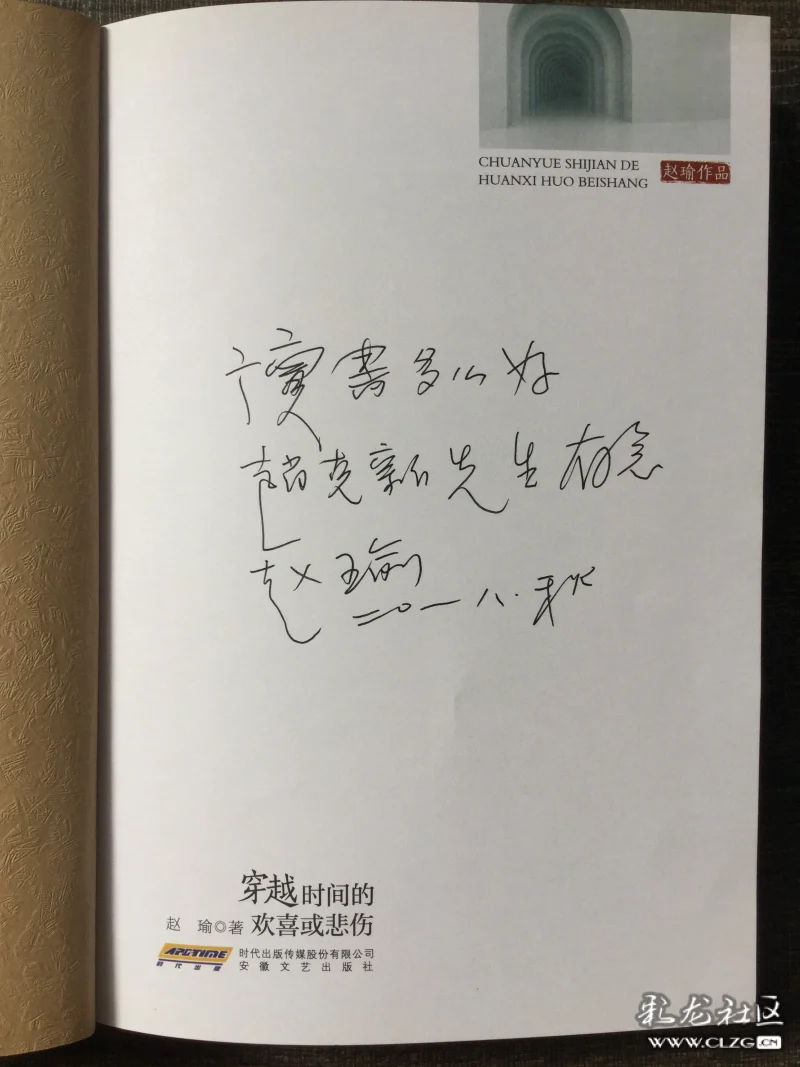 CHUANYUE SHIJIAN DE
HUANXI HUO BEISHANG
赵瑜作品
读書多么好
趙克新先生存念
赵瑜
二〇一八.秋
穿越时间的
欢喜或悲伤
赵 瑜◎著
ARCTIME
时代出版
时代出版传媒股份有限公司
安徽文艺出版社
彩龙社区
WWW.CLZG.CN